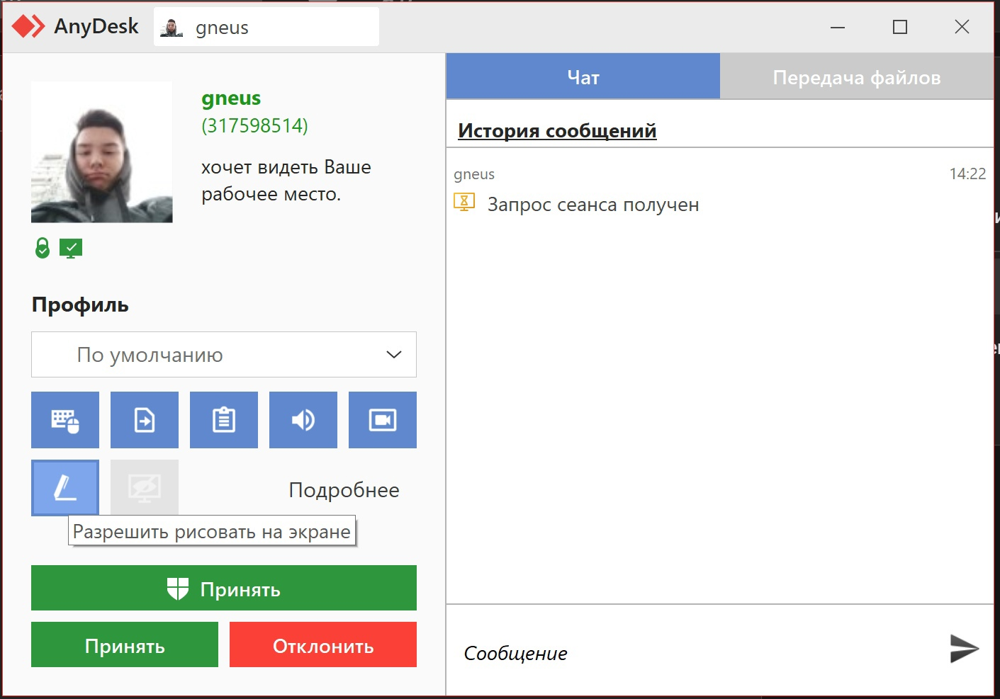 AnyDesk
gneus
gneus
(317598514)
хочет видеть Ваше
рабочее место.
Профиль
По умолчанию
Подробнее
Разрешить рисовать на экране
Принять
Принять
Отклонить
Чат
Передача файлов
История сообщений
gneus
14:22
Запрос сеанса получен
Сообщение